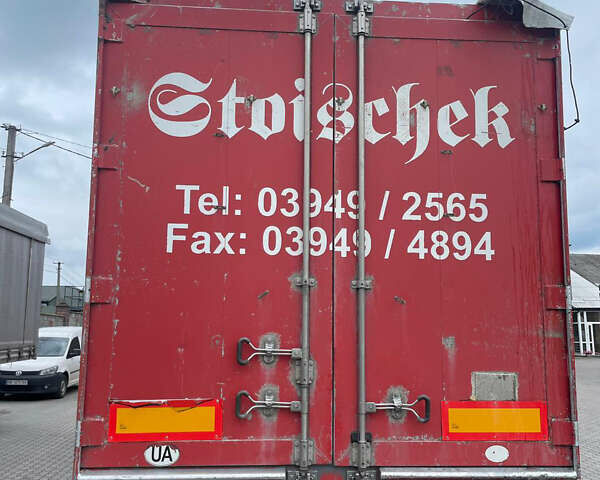 Stoischek
Tel: 03949 / 2565
Fax: 03949 / 4894
UA